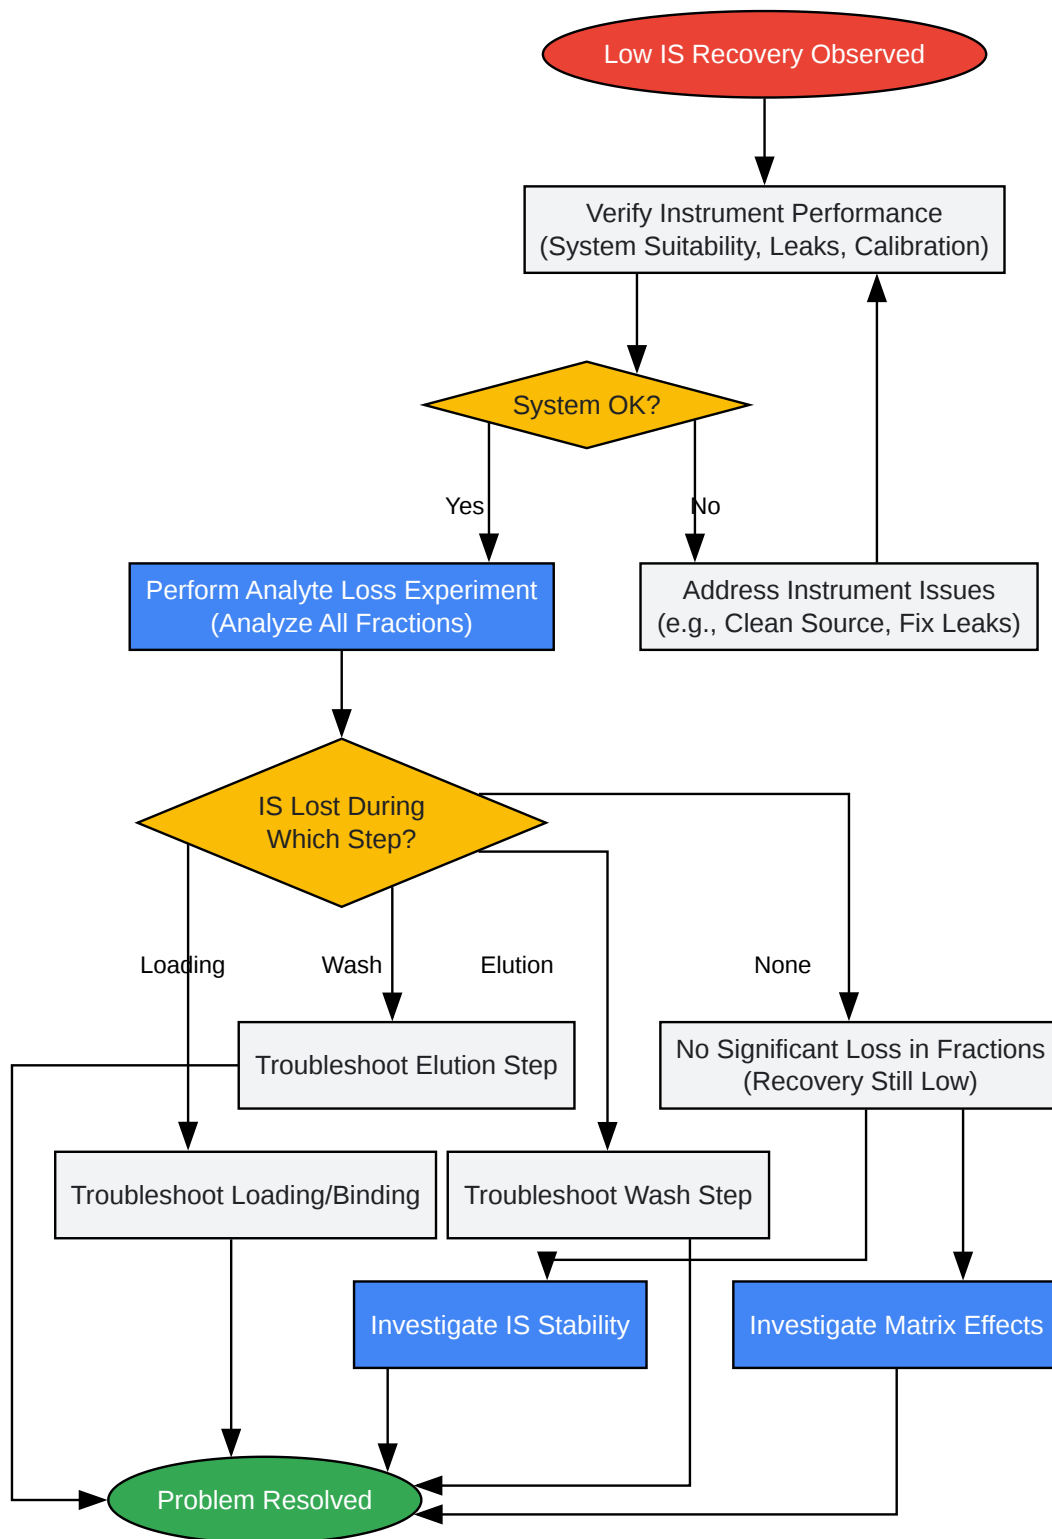 Low IS Recovery Observed
Verify Instrument Performance
(System Suitability, Leaks, Calibration)
System OK?
Yes
No
Perform Analyte Loss Experiment
(Analyze All Fractions)
Address Instrument Issues
(e.g., Clean Source, Fix Leaks)
IS Lost During
Which Step?
Loading
Wash
Elution
None
Troubleshoot Elution Step
No Significant Loss in Fractions
(Recovery Still Low)
Troubleshoot Loading/Binding
Troubleshoot Wash Step
Investigate IS Stability
Investigate Matrix Effects
Problem Resolved